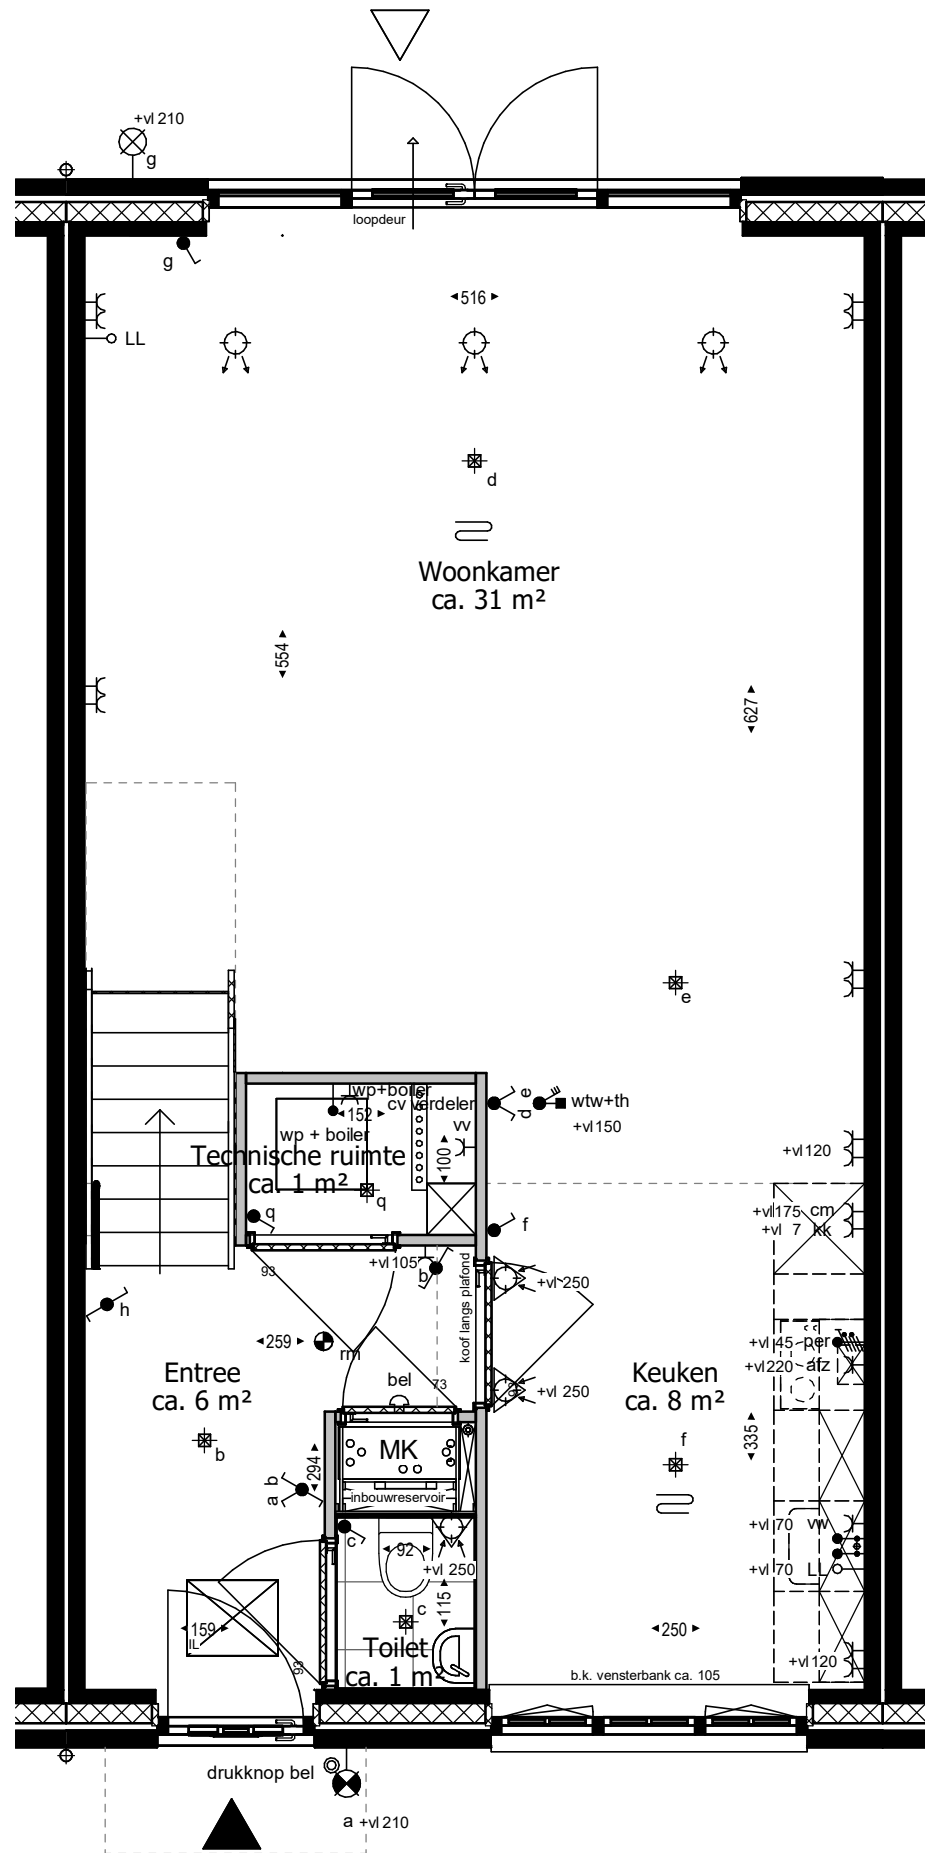 +vl 210
g
loopdeur
g
516
LL
d
Woonkamer
ca. 31 m²
554
627
e
wp+boiler
cv verdeler
152
vv
wp + boiler
100
Technische ruimte
ca. 1 m²
q
q
d e
wtw+th
+vl 150
+vl 120
+vl 175 cm
+vl 7 kk
f
+vl 105
b
93
koof langs plafond
+vl 250
h
259
rm
bel
73
+vl 250
90
+vl 45 per
+vl 220 afz
Entree
ca. 6 m²
Keuken
ca. 8 m²
b
MK
294
a b
inbouwreservoir
f
335
c
92
+vl 250
+vl 70 vw
+vl 70 LL
115
c
159
IL
93
Toilet
ca. 1 m²
250
+vl 120
b.k. vensterbank ca. 105
drukknop bel
a +vl 210